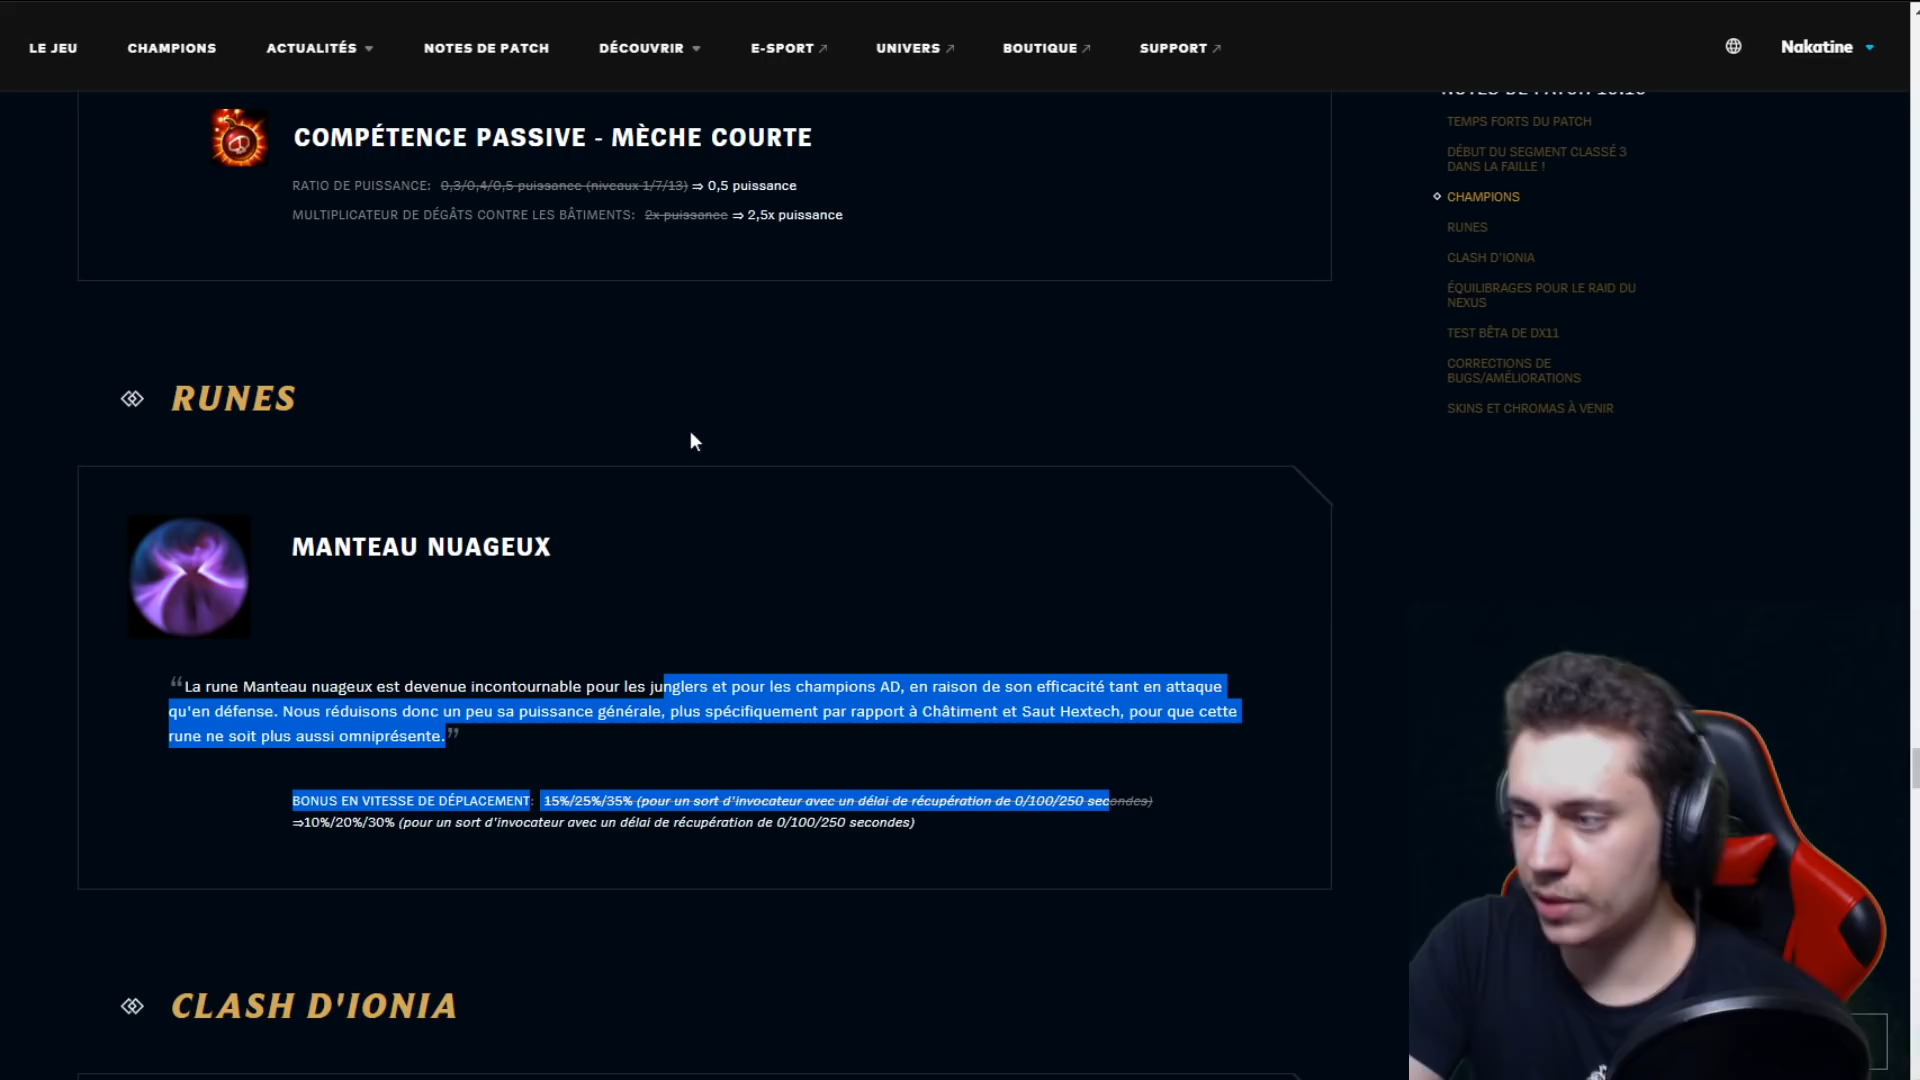 LE JEU
CHAMPIONS
ACTUALITÉS
NOTES DE PATCH
DÉCOUVRIR
E-SPORT
UNIVERS
BOUTIQUE
SUPPORT
Nakatine
COMPÉTENCE PASSIVE - MÈCHE COURTE
RATIO DE PUISSANCE: 0,3/0,4/0,5 puissance (niveaux 1/7/13) ⇒ 0,5 puissance
MULTIPLICATEUR DE DÉGÂTS CONTRE LES BÂTIMENTS: 2x puissance ⇒ 2,5x puissance
RUNES
MANTEAU NUAGEUX
“La rune Manteau nuageux est devenue incontournable pour les junglers et pour les champions AD, en raison de son efficacité tant en attaque
qu'en défense. Nous réduisons donc un peu sa puissance générale, plus spécifiquement par rapport à Châtiment et Saut Hextech, pour que cette
rune ne soit plus aussi omniprésente.”
BONUS EN VITESSE DE DÉPLACEMENT: 15%/25%/35% (pour un sort d'invocateur avec un délai de récupération de 0/100/250 secondes)
⇒10%/20%/30% (pour un sort d'invocateur avec un délai de récupération de 0/100/250 secondes)
CLASH D'IONIA
NOTES DE PATCH
TEMPS FORTS DU PATCH
DÉBUT DU SEGMENT CLASSÉ 3
DANS LA FAILLE !
CHAMPIONS
RUNES
CLASH D'IONIA
ÉQUILIBRAGES POUR LE RAID DU
NEXUS
TEST BÊTA DE DX11
CORRECTIONS DE
BUGS/AMÉLIORATIONS
SKINS ET CHROMAS À VENIR